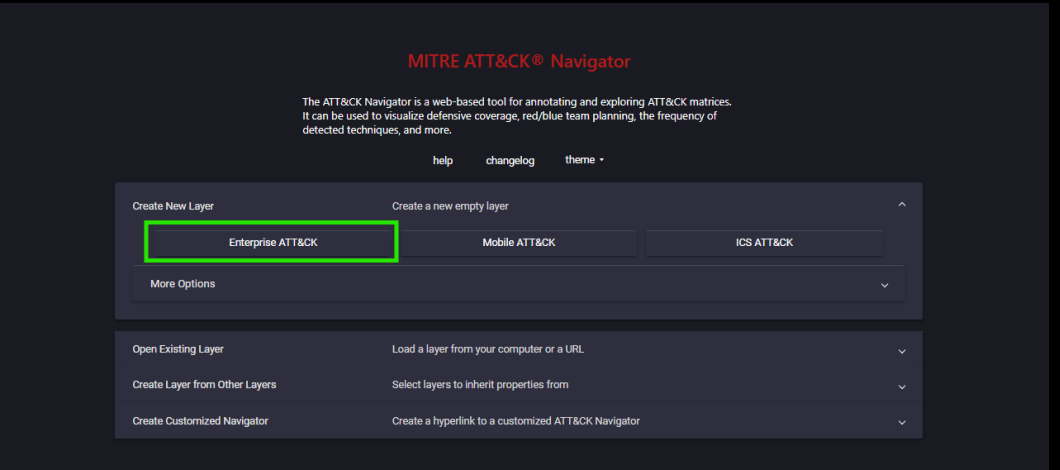 MITRE ATT&CK® Navigator
The ATT&CK Navigator is a web-based tool for annotating and exploring ATT&CK matrices.
It can be used to visualize defensive coverage, red/blue team planning, the frequency of
detected techniques, and more.
help changelog theme
Create New Layer Create a new empty layer
Enterprise ATT&CK Mobile ATT&CK ICS ATT&CK
More Options
Open Existing Layer Load a layer from your computer or a URL
Create Layer from Other Layers Select layers to inherit properties from
Create Customized Navigator Create a hyperlink to a customized ATT&CK Navigator